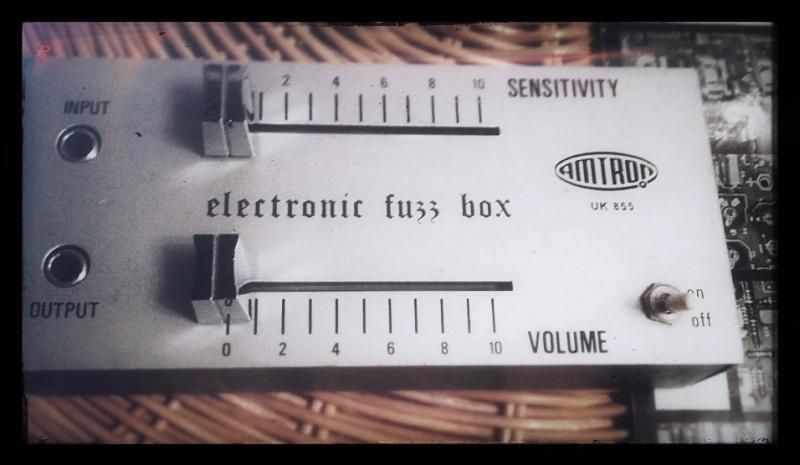 INPUT
2 4 6 8 10 SENSITIVITY
AMTRON
UK 855
electronic fuzz box
OUTPUT
on
off
0 2 4 6 8 10 VOLUME